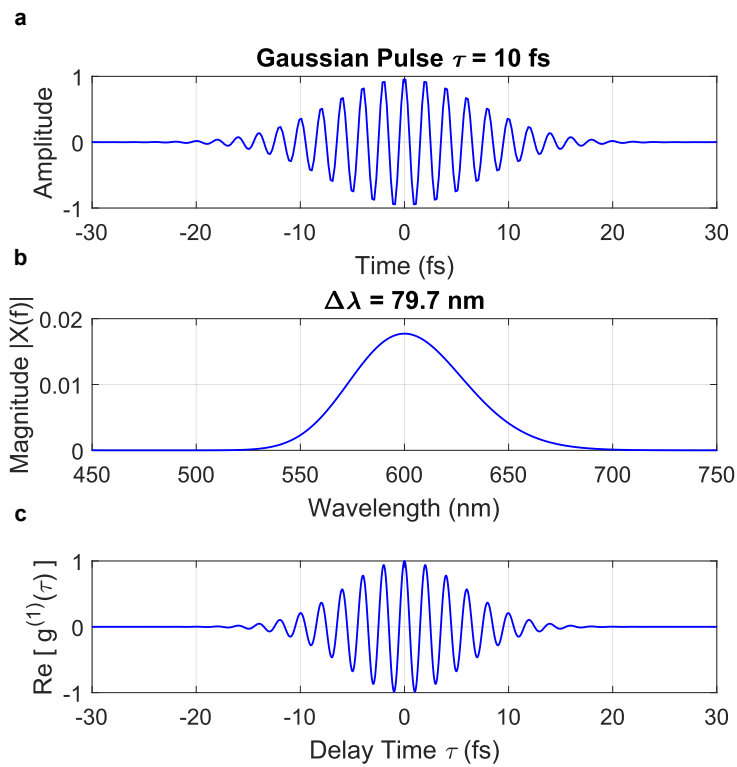 a
Gaussian Pulse τ = 10 fs
Amplitude
1
0
-1
-30 -20 -10 0 10 20 30
Time (fs)
b
Δλ = 79.7 nm
Magnitude |X(f)|
0.02
0.01
0
450 500 550 600 650 700 750
Wavelength (nm)
c
Re [ g⁽¹⁾(τ) ]
1
0
-1
-30 -20 -10 0 10 20 30
Delay Time τ (fs)